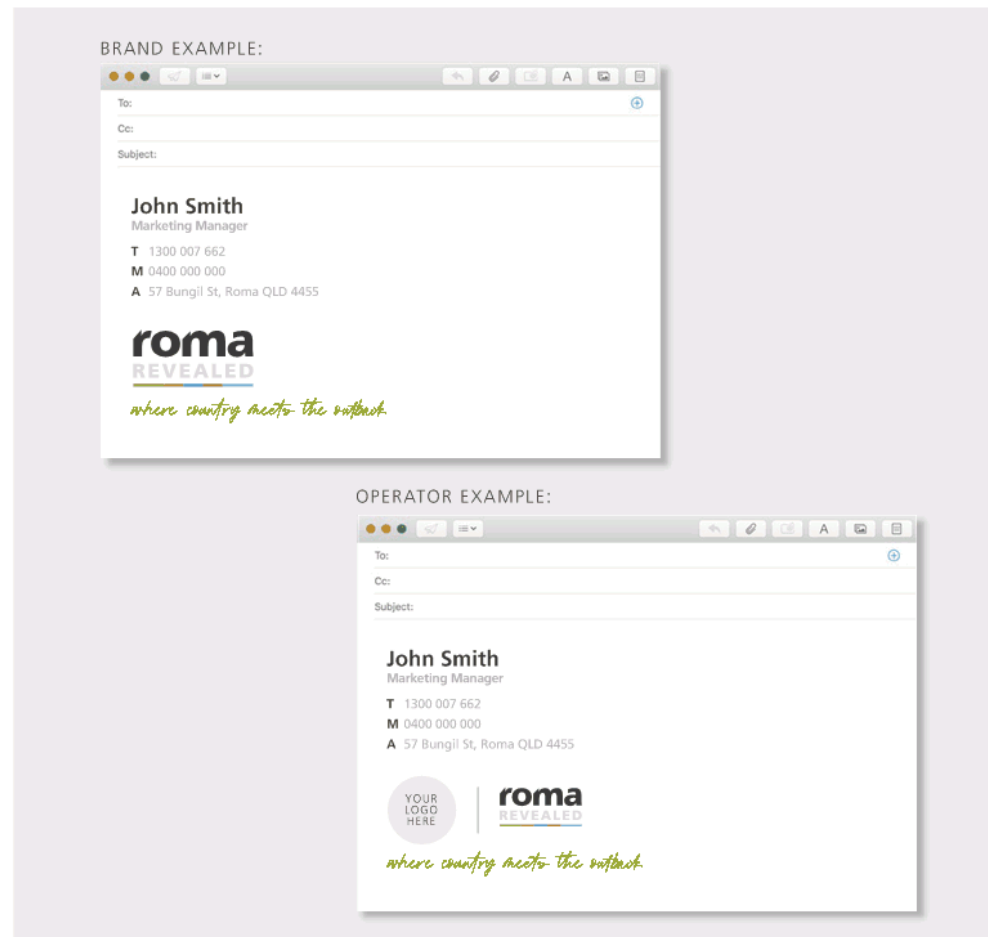 BRAND EXAMPLE:
A
To:
Cc:
Subject:
John Smith
Marketing Manager
T 1300 007 662
M 0400 000 000
A 57 Bungil St, Roma QLD 4455
roma
REVEALED
where country meets the outback
OPERATOR EXAMPLE:
A
To:
Cc:
Subject:
John Smith
Marketing Manager
T 1300 007 662
M 0400 000 000
A 57 Bungil St, Roma QLD 4455
YOUR
LOGO
HERE
roma
REVEALED
where country meets the outback